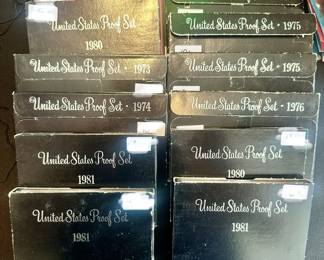 United States Proof Set
1980
United States Proof Set • 1973
United States Proof Set • 1974
United States Proof Set
1981
United States Proof Set
1981
United States Proof Set • 1975
United States Proof Set • 1975
United States Proof Set • 1976
United States Proof Set
1980
United States Proof Set
1981